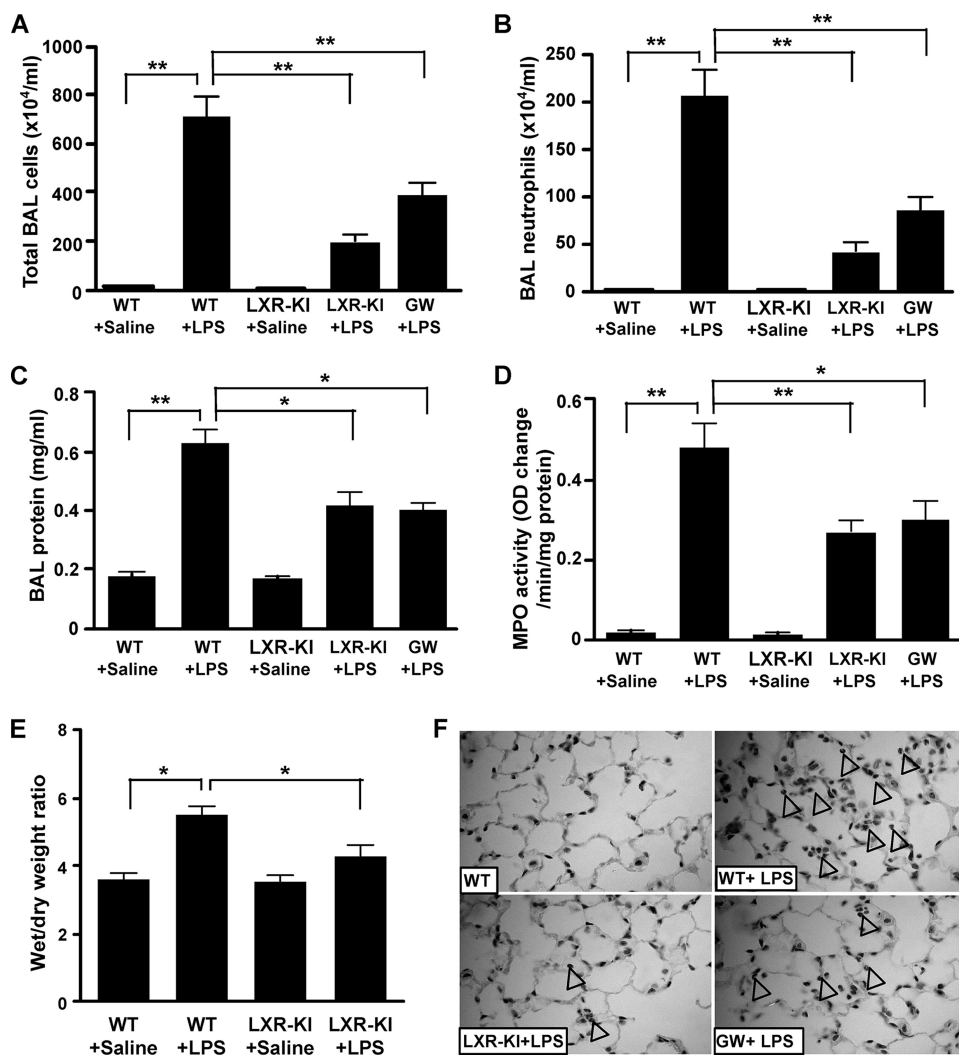 A
Total BAL cells (x10⁴/ml)
1000
800
600
400
200
0
**
**
**
WT
+Saline
WT
+LPS
LXR-KI
+Saline
LXR-KI
+LPS
GW
+LPS
B
BAL neutrophils (x10⁴/ml)
250
200
150
100
50
0
**
**
**
WT
+Saline
WT
+LPS
LXR-KI
+Saline
LXR-KI
+LPS
GW
+LPS
C
BAL protein (mg/ml)
0.8
0.6
0.4
0.2
0
**
*
*
WT
+Saline
WT
+LPS
LXR-KI
+Saline
LXR-KI
+LPS
GW
+LPS
D
MPO activity (OD change
/min/mg protein)
0.6
0.4
0.2
0
**
**
*
WT
+Saline
WT
+LPS
LXR-KI
+Saline
LXR-KI
+LPS
GW
+LPS
E
Wet/dry weight ratio
8
6
4
2
0
*
*
WT
+Saline
WT
+LPS
LXR-KI
+Saline
LXR-KI
+LPS
F
WT
WT+ LPS
LXR-KI+LPS
GW+ LPS